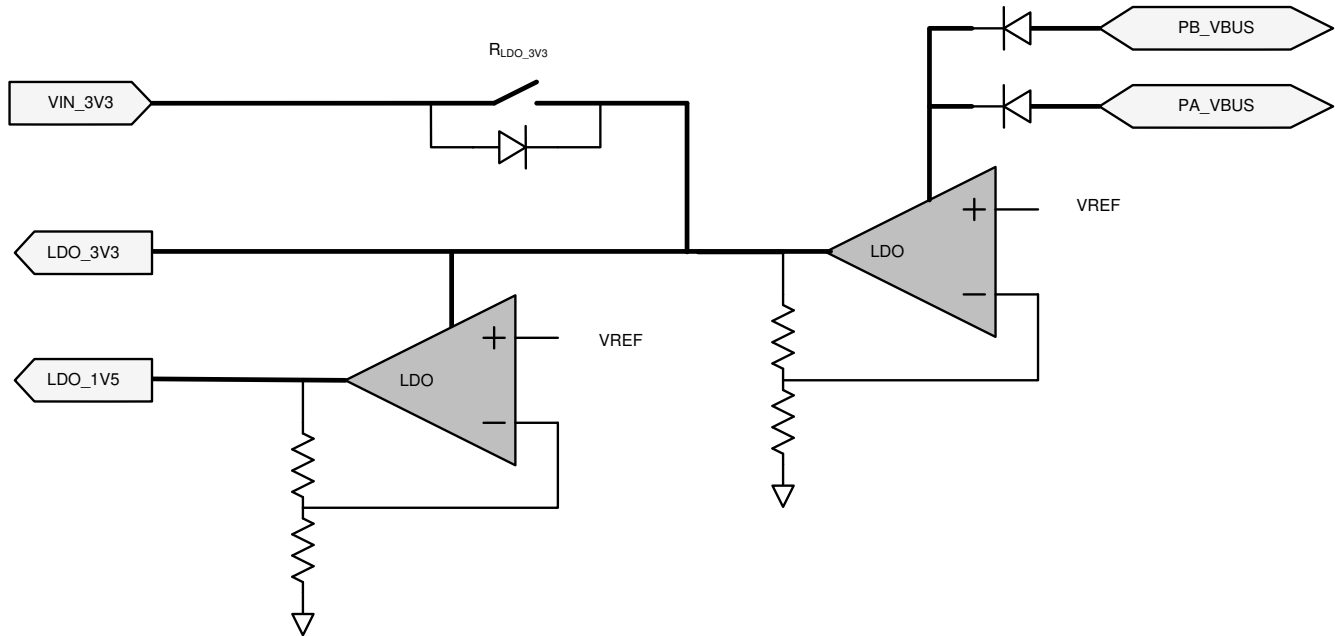 PB_VBUS
RLDO_3V3
VIN_3V3
PA_VBUS
+
VREF
LDO_3V3
LDO
−
+
VREF
LDO_1V5
LDO
−